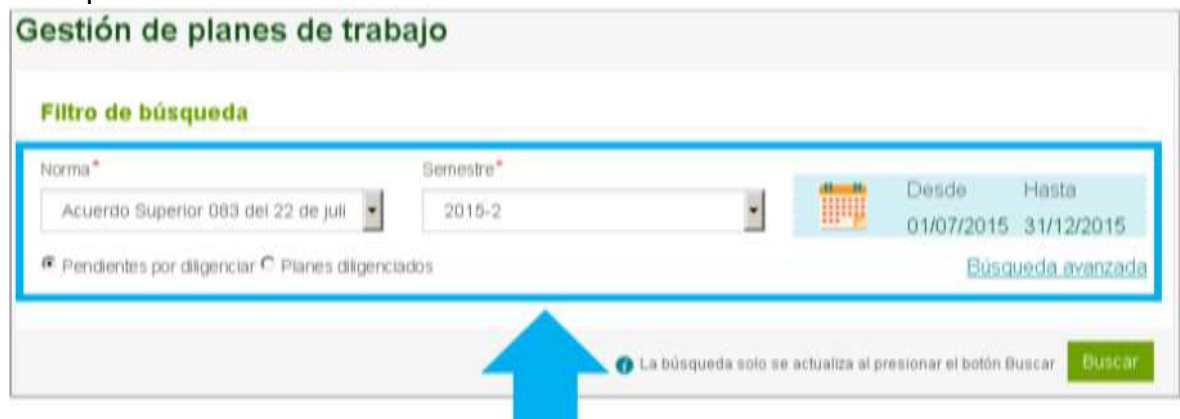 Gestión de planes de trabajo
Filtro de búsqueda
Norma* Semestre*
Acuerdo Superior 083 del 22 de juli 2015-2 Desde Hasta
01/07/2015 31/12/2015
Pendientes por diligenciar Planes diligenciados Búsqueda avanzada
La búsqueda solo se actualiza al presionar el botón Buscar Buscar